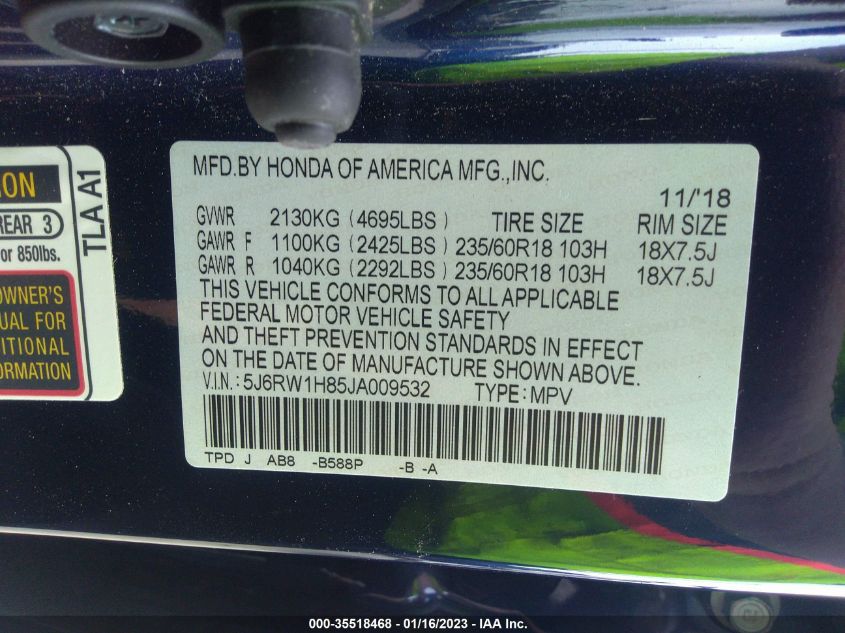 AF
MFD.BY HONDA OF AMERICA MFG.,INC.
11/'18
GVWR 2130KG (4695LBS) TIRE SIZE RIM SIZE
GAWR F 1100KG (2425LBS) 235/60R18 103H 18X7.5J
GAWR R 1040KG (2292LBS) 235/60R18 103H 18X7.5J
THIS VEHICLE CONFORMS TO ALL APPLICABLE
FEDERAL MOTOR VEHICLE SAFETY
AND THEFT PREVENTION STANDARDS IN EFFECT
ON THE DATE OF MANUFACTURE SHOWN ABOVE.
V.I.N.: 5J6RW1H85JA009532 TYPE: MPV
TPD J AB8 -B588P -B -A
ION
REAR 3
or 850lbs.
OWNER'S
UAL FOR
ITIONAL
ORMATION
TLA A1
000-35518468 - 01/16/2023 - IAA Inc.